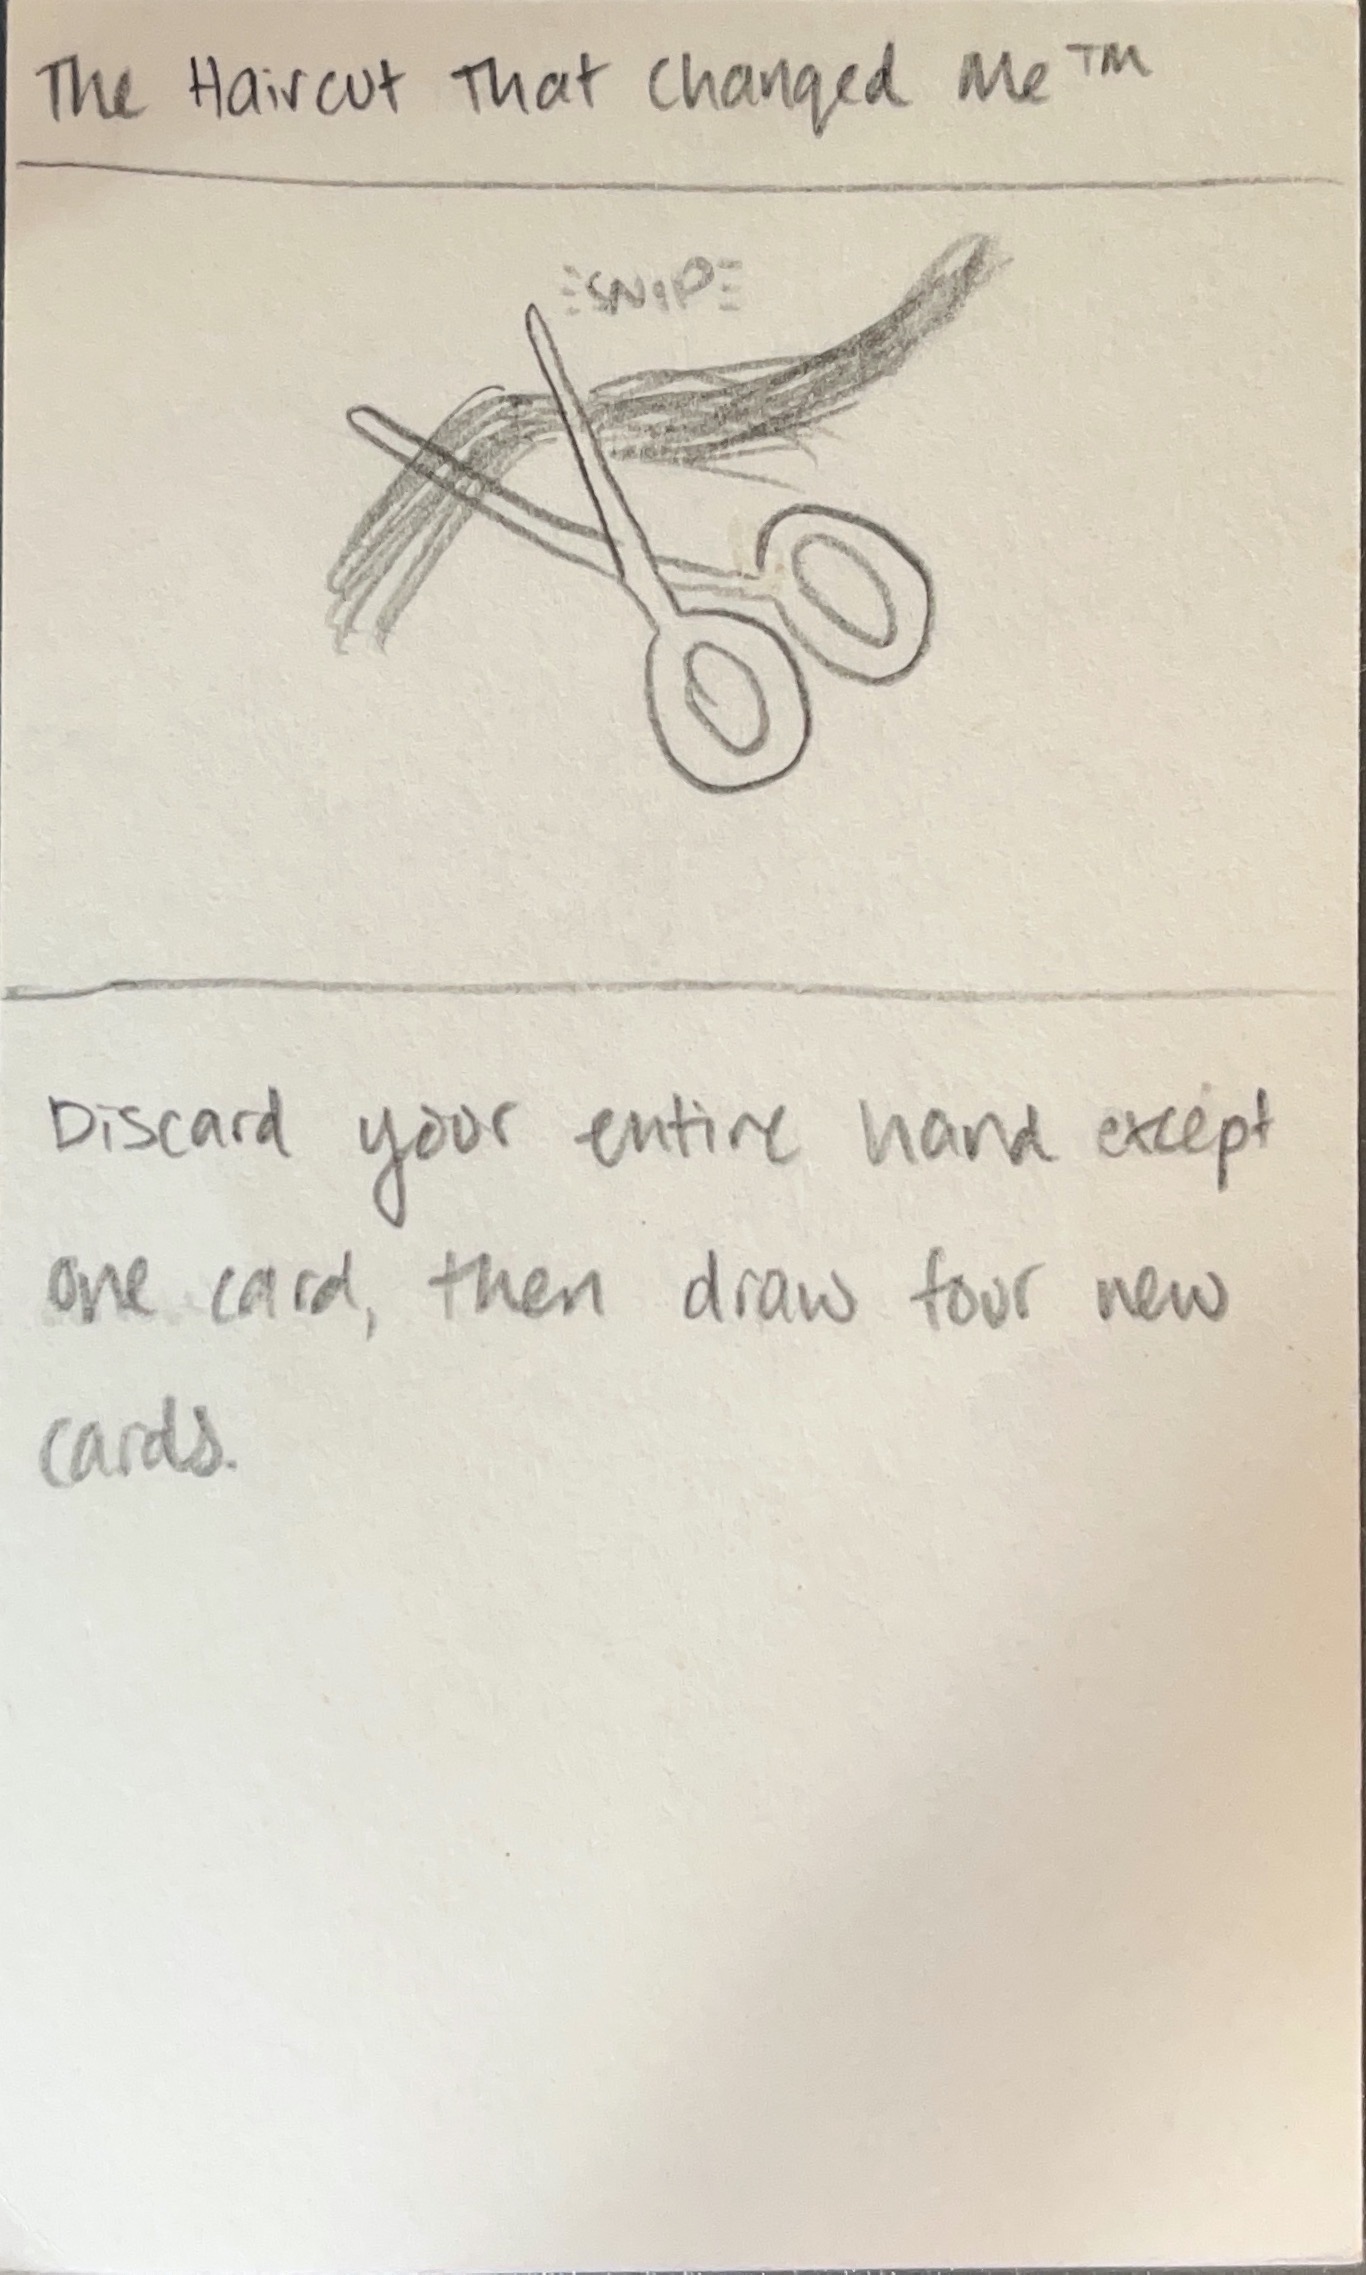 The Haircut That Changed Me™
SNIP
Discard your entire hand except
one card, then draw four new
cards.